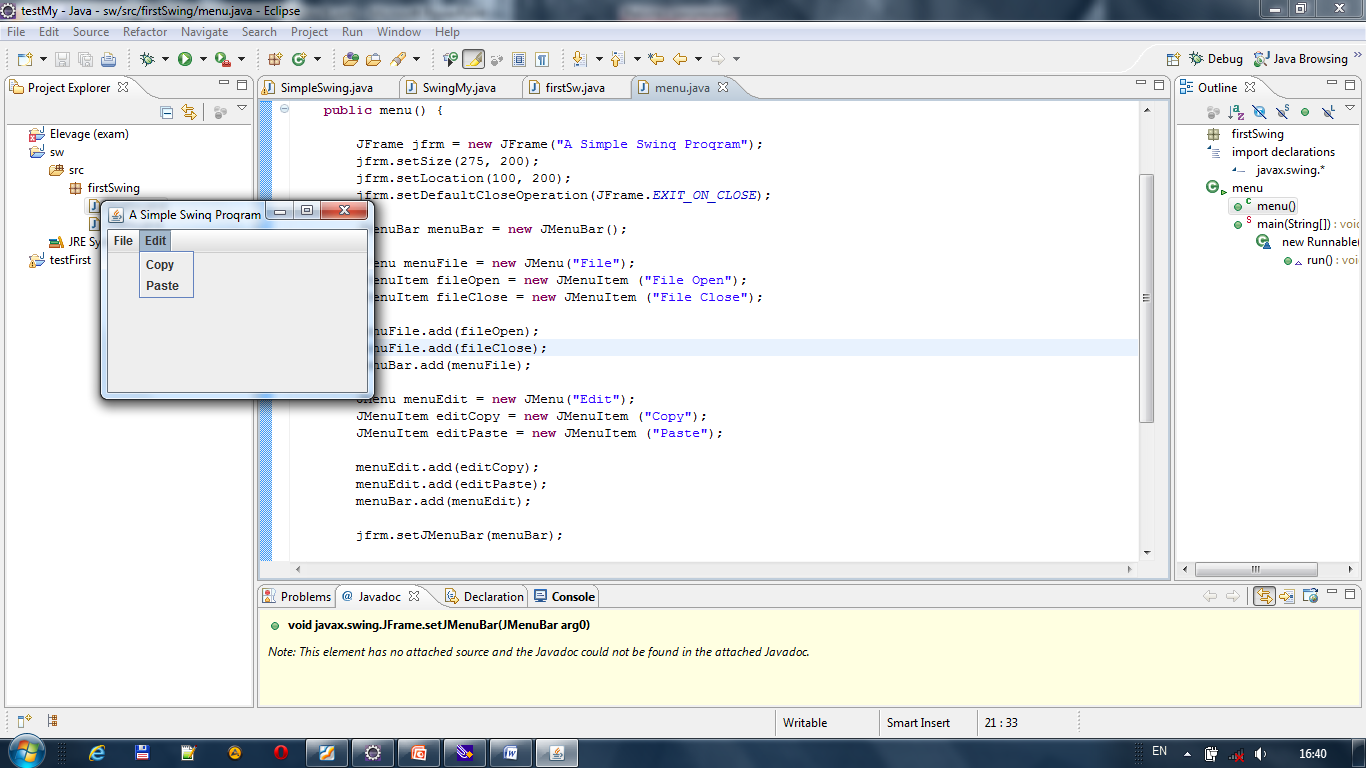 testMy - Java - sw/src/firstSwing/menu.java - Eclipse
File Edit Source Refactor Navigate Search Project Run Window Help
Debug Java Browsing
Project Explorer
Elevage (exam)
sw
src
firstSwing
JRE Sy
testFirst
A Simple Swinq Proqram
File Edit
Copy
Paste
SimpleSwing.java SwingMy.java firstSw.java menu.java
public menu() {
JFrame jfrm = new JFrame("A Simple Swinq Proqram");
jfrm.setSize(275, 200);
jfrm.setLocation(100, 200);
jfrm.setDefaultCloseOperation(JFrame.EXIT_ON_CLOSE);
enuBar menuBar = new JMenuBar();
enu menuFile = new JMenu("File");
enuItem fileOpen = new JMenuItem ("File Open");
enuItem fileClose = new JMenuItem ("File Close");
nuFile.add(fileOpen);
nuFile.add(fileClose);
nuBar.add(menuFile);
JMenu menuEdit = new JMenu("Edit");
JMenuItem editCopy = new JMenuItem ("Copy");
JMenuItem editPaste = new JMenuItem ("Paste");
menuEdit.add(editCopy);
menuEdit.add(editPaste);
menuBar.add(menuEdit);
jfrm.setJMenuBar(menuBar);
Outline
firstSwing
import declarations
javax.swing.*
menu
menu()
main(String[]) : voi
new Runnable(
run() : voi
Problems Javadoc Declaration Console
void javax.swing.JFrame.setJMenuBar(JMenuBar arg0)
Note: This element has no attached source and the Javadoc could not be found in the attached Javadoc.
Writable Smart Insert 21 : 33
EN 16:40